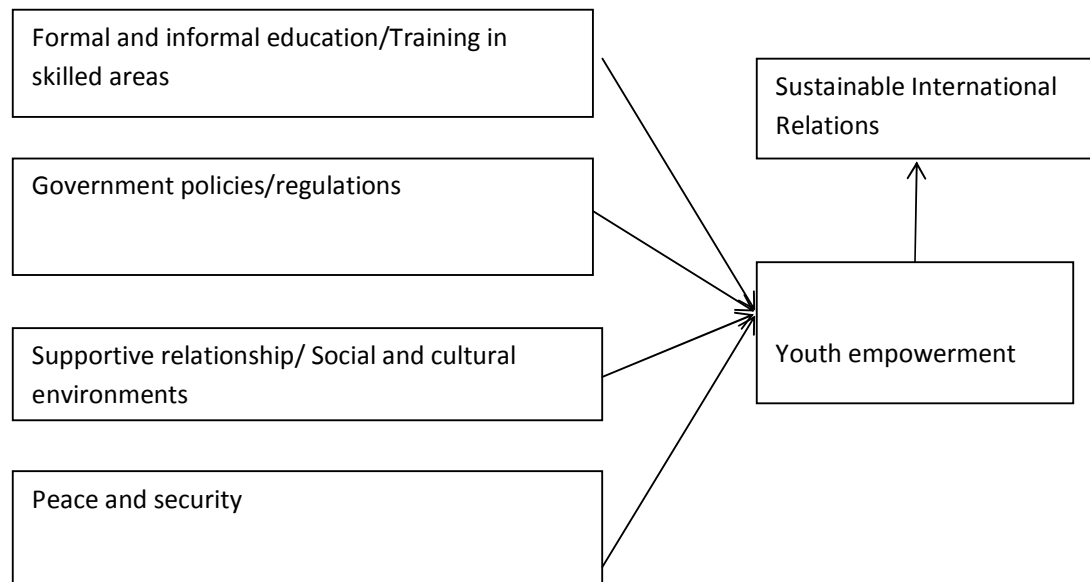 Formal and informal education/Training in
skilled areas
Government policies/regulations
Supportive relationship/ Social and cultural
environments
Peace and security
Sustainable International
Relations
Youth empowerment